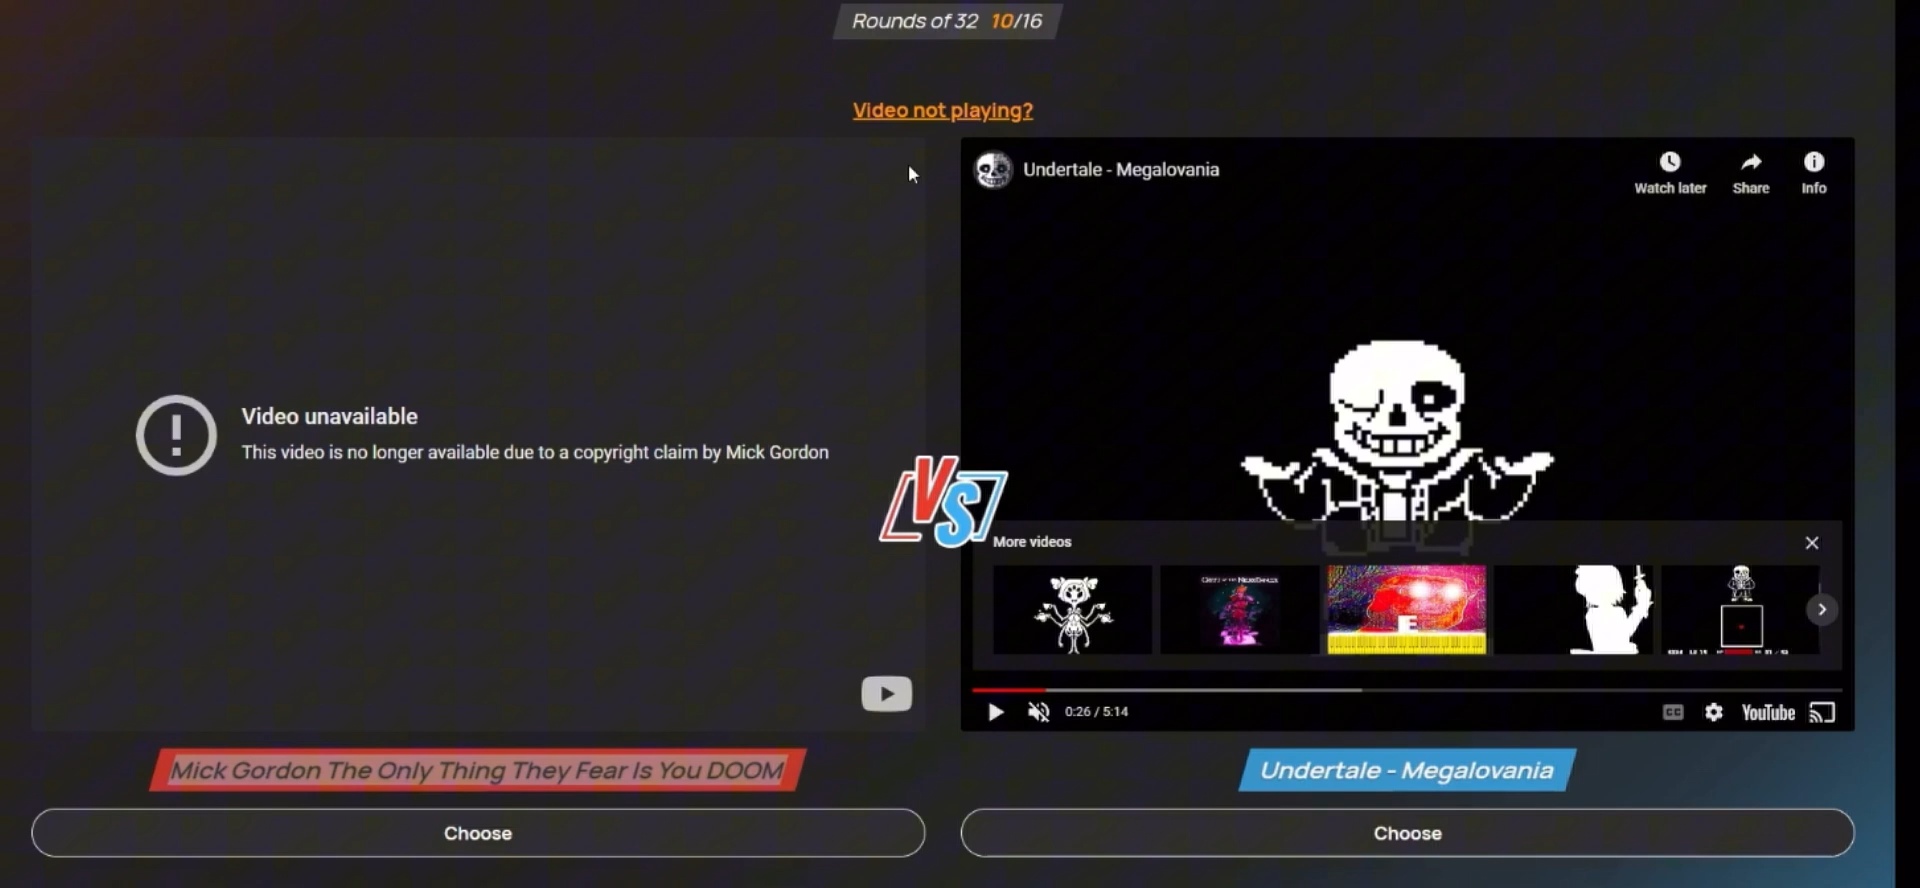 Rounds of 32 10/16
Video not playing?
Undertale - Megalovania
Watch later
Share
Info
Video unavailable
This video is no longer available due to a copyright claim by Mick Gordon
VS
More videos
E
0:26 / 5:14
CC
YouTube
Mick Gordon The Only Thing They Fear Is You DOOM
Undertale - Megalovania
Choose
Choose